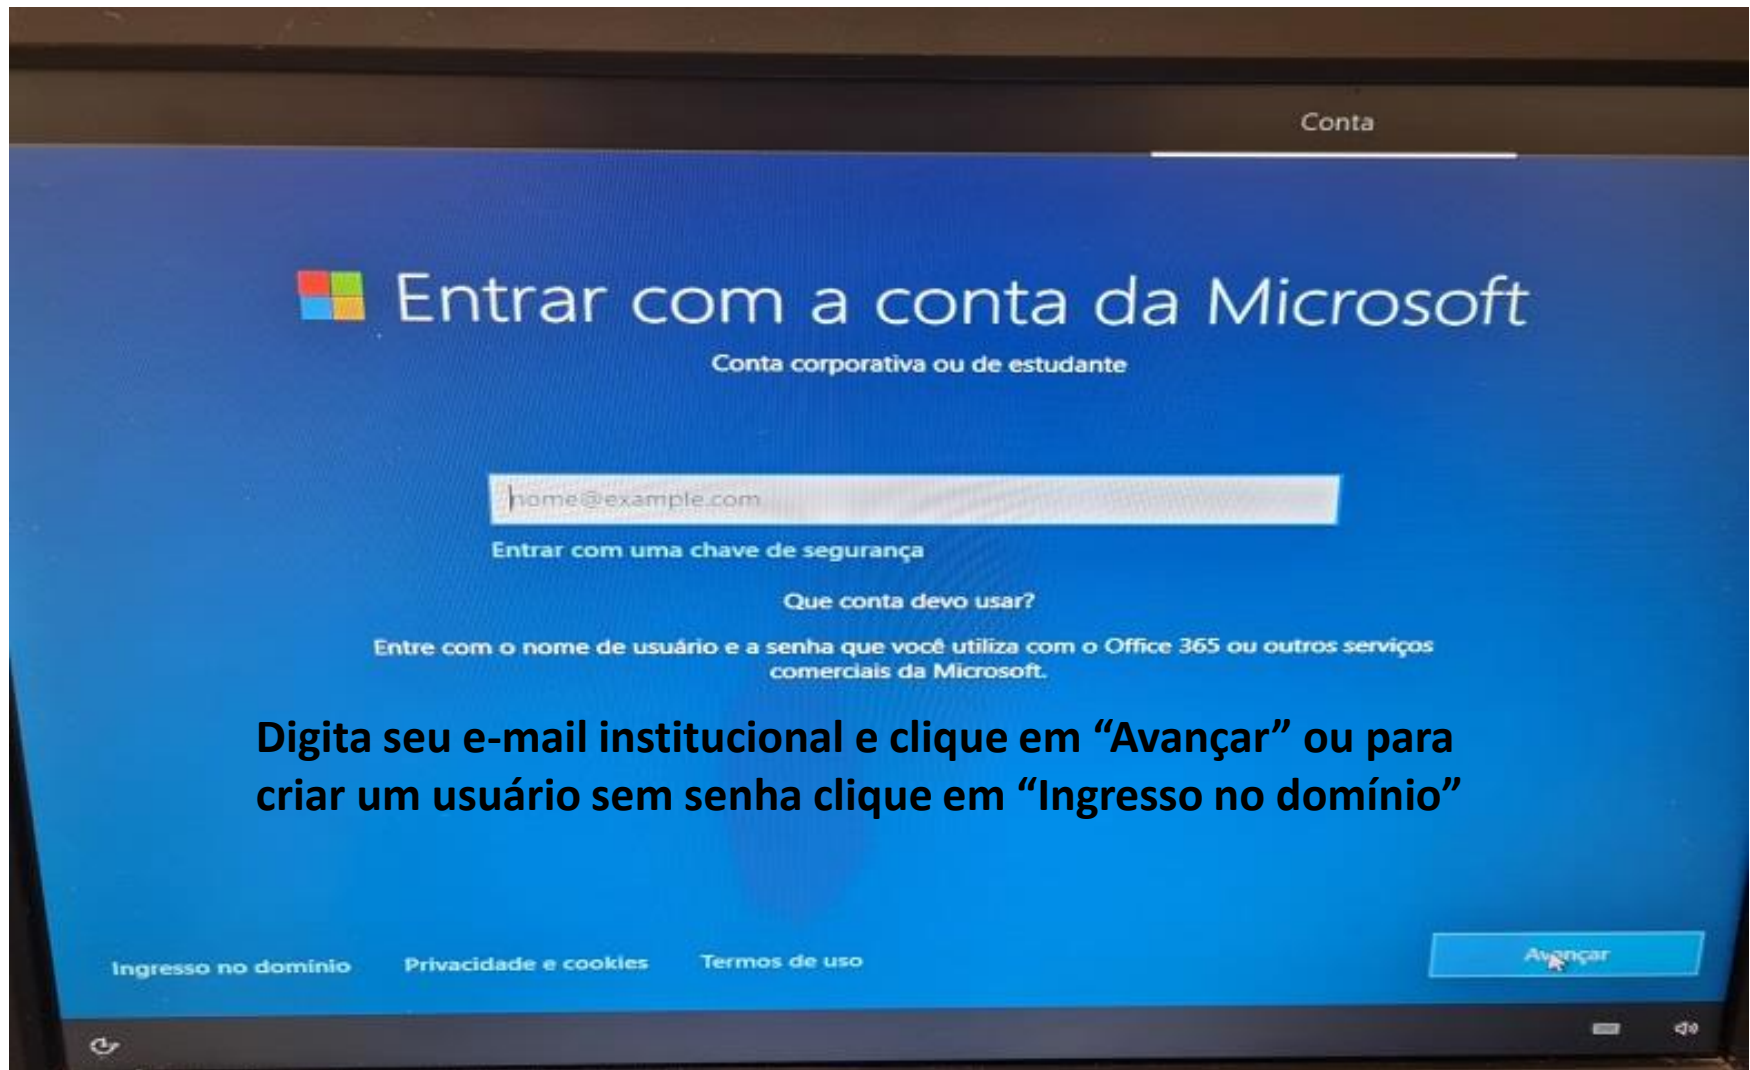 Conta
Entrar com a conta da Microsoft
Conta corporativa ou de estudante
nome@example.com
Entrar com uma chave de segurança
Que conta devo usar?
Entre com o nome de usuário e a senha que você utiliza com o Office 365 ou outros serviços
comerciais da Microsoft.
Digita seu e-mail institucional e clique em “Avançar” ou para
criar um usuário sem senha clique em “Ingresso no domínio”
Ingresso no domínio Privacidade e cookies Termos de uso Avançar